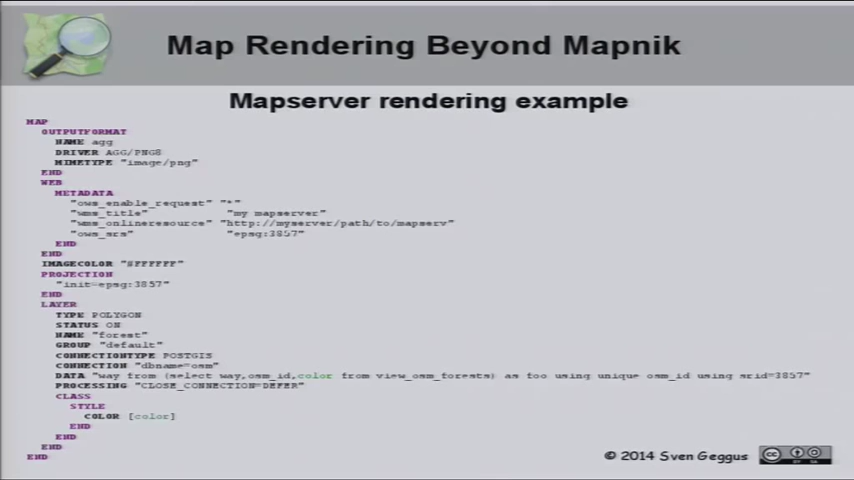 Map Rendering Beyond Mapnik
Mapserver rendering example
MAP
OUTPUTFORMAT
NAME agg
DRIVER AGG/PNG8
MIMETYPE "image/png"
END
WEB
METADATA
"ows_enable_request" "*"
"wms_title" "my mapserver"
"wms_onlineresource" "http://myserver/path/to/mapserv"
"ows_srs" "epsg:3857"
END
END
IMAGECOLOR "#FFFFFF"
PROJECTION
"init=epsg:3857"
END
LAYER
TYPE POLYGON
STATUS ON
NAME "forest"
GROUP "default"
CONNECTIONTYPE POSTGIS
CONNECTION "dbname=osm"
DATA "way from (select way,osm_id,color from view_osm_forests) as foo using unique osm_id using srid=3857"
PROCESSING "CLOSE_CONNECTION=DEFER"
CLASS
STYLE
COLOR [color]
END
END
END
END
© 2014 Sven Geggus
cc
BY SA